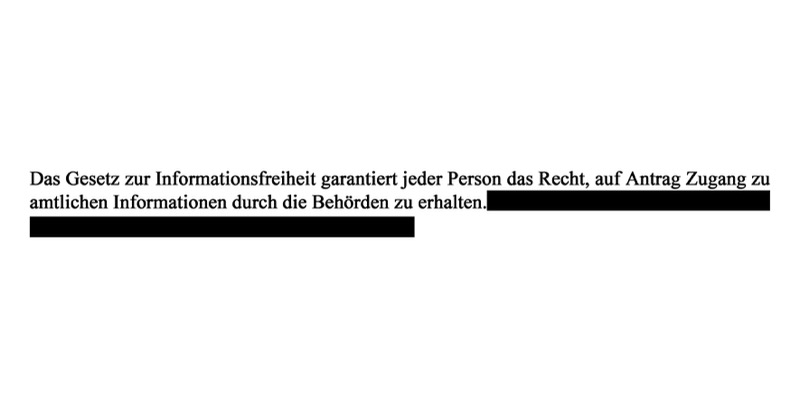 Das Gesetz zur Informationsfreiheit garantiert jeder Person das Recht, auf Antrag Zugang zu
amtlichen Informationen durch die Behörden zu erhalten.